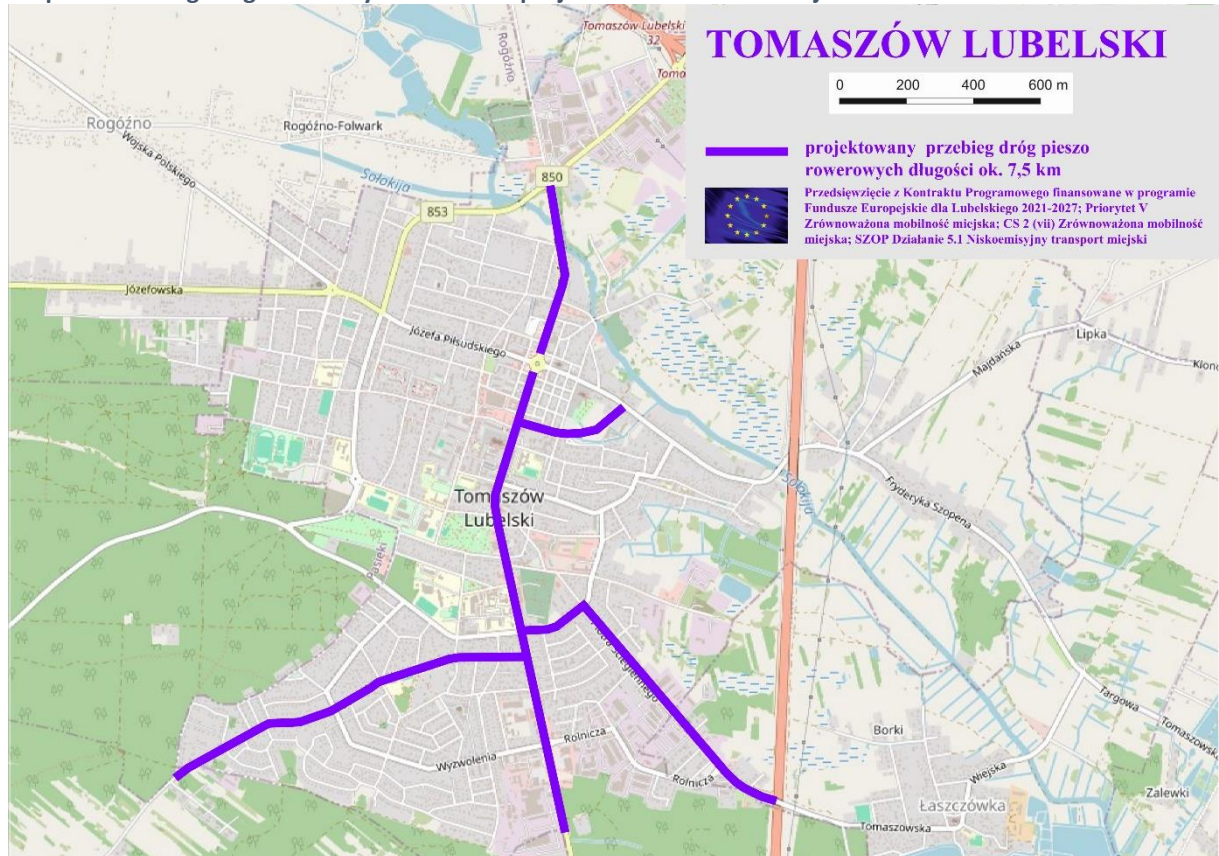 Tomaszów Lubelski
32
TOMASZÓW LUBELSKI
0 200 400 600 m
projektowany przebieg dróg pieszo
rowerowych długości ok. 7,5 km
Przedsięwzięcie z Kontraktu Programowego finansowane w programie
Fundusze Europejskie dla Lubelskiego 2021-2027; Priorytet V
Zrównoważona mobilność miejska; CS 2 (vii) Zrównoważona mobilność
miejska; SZOP Działanie 5.1 Niskoemisyjny transport miejski
Rogóźno
Rogóźno
Rogóźno-Folwark
Wojska Polskiego
Sołokija
850
853
Józefowska
Józefa Piłsudskiego
Majdańska
Lipka
Tomaszów
Lubelski
Sołokija
Fryderyka Szopena
Pasieki
Rolnicza
Wyzwolenia
Rolnicza
Borki
Wiejska
Targowa
Zalewki
Łaszczówka
Tomaszowska